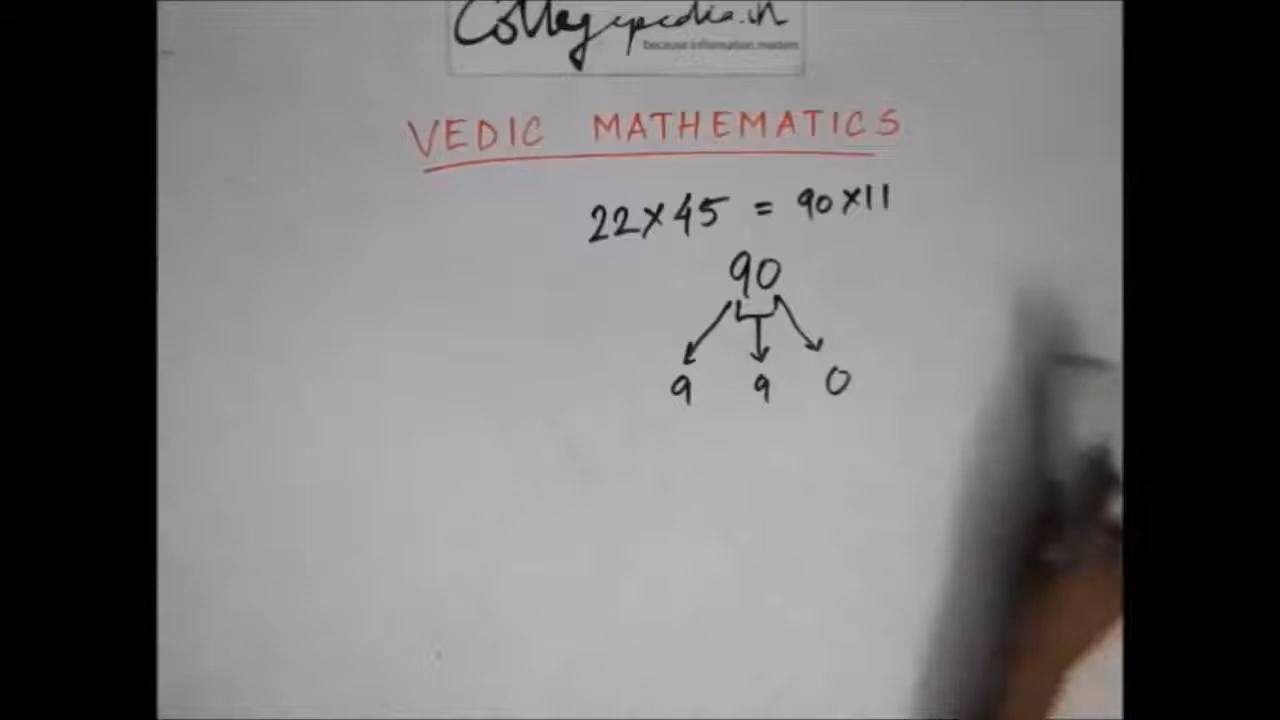 Collegepedia.in
because information matters
VEDIC MATHEMATICS
22×45 = 90×11
90
9 9 0